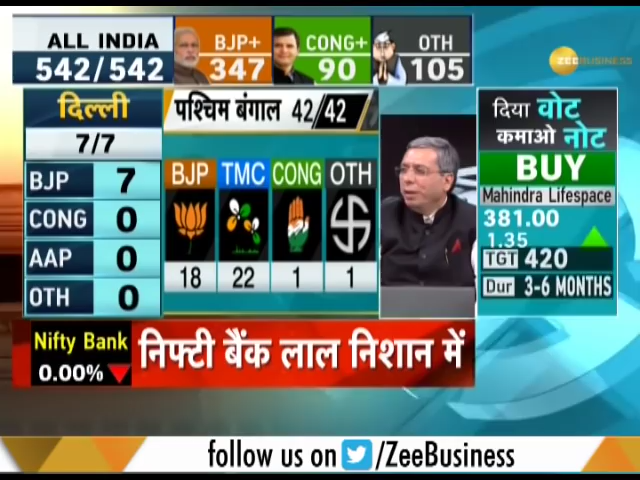 ALL INDIA
542/542
BJP+
347
CONG+
90
OTH
105
ZEEBUSINESS
दिल्ली
7/7
BJP 7
CONG 0
AAP 0
OTH 0
पश्चिम बंगाल 42/42
BJP TMC CONG OTH
18 22 1 1
दिया वोट
कमाओ नोट
BUY
Mahindra Lifespace
381.00
1.35
TGT 420
Dur 3-6 MONTHS
Nifty Bank
0.00%
निफ्टी बैंक लाल निशान में
follow us on /ZeeBusiness